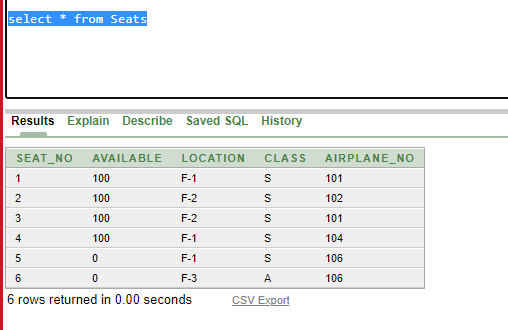 select * from Seats
Results Explain Describe Saved SQL History
SEAT_NO AVAILABLE LOCATION CLASS AIRPLANE_NO
1 100 F-1 S 101
2 100 F-2 S 102
3 100 F-2 S 101
4 100 F-1 S 104
5 0 F-1 S 106
6 0 F-3 A 106
6 rows returned in 0.00 seconds CSV Export